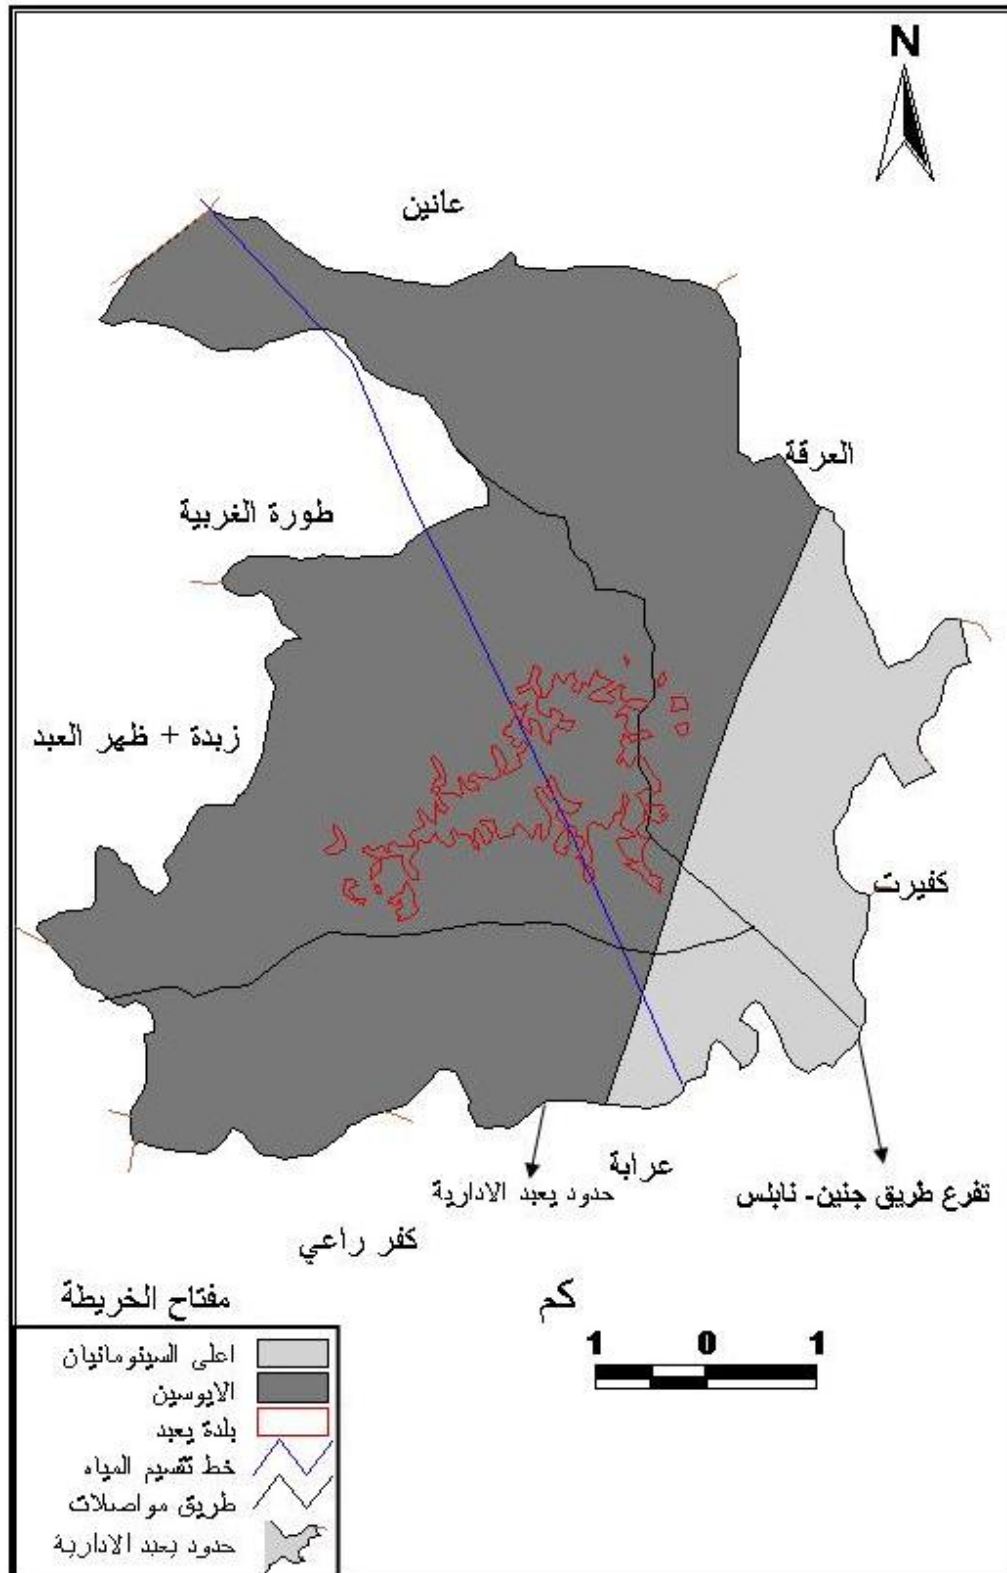 N
عانين
العرقة
طورة الغربية
زبدة + ظهر العبد
كفيرت
عرابة
حدود يعبد الادارية
تفرع طريق جنين- نابلس
كفر راعي
مفتاح الخريطة
كم
1 0 1
اعلى السينومانيان
الايوسين
بلدة يعبد
خط تقسيم المياه
طريق مواصلات
حدود يعبد الادارية